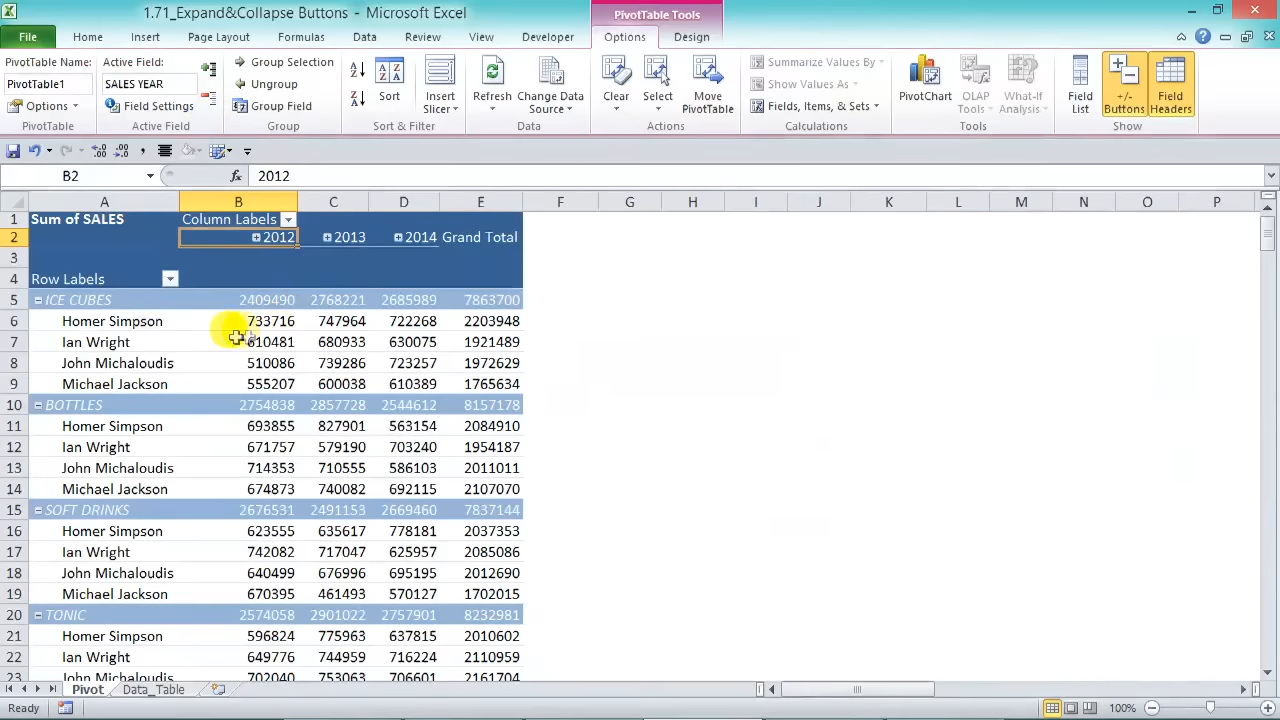 1.71_Expand&Collapse Buttons - Microsoft Excel
PivotTable Tools
File Home Insert Page Layout Formulas Data Review View Developer Options Design
PivotTable Name:
PivotTable1
Options
PivotTable
Active Field:
SALES YEAR
Field Settings
Active Field
Group Selection
Ungroup
Group Field
Group
Sort
Insert
Slicer
Sort & Filter
Refresh
Change Data
Source
Data
Clear
Select
Move
PivotTable
Actions
Summarize Values By
Show Values As
Fields, Items, & Sets
Calculations
PivotChart
OLAP
Tools
What-If
Analysis
Tools
Field
List
+/-
Buttons
Field
Headers
Show
B2 fx 2012
A B C D E F G H I J K L M N O P
1 Sum of SALES Column Labels
2 2012 2013 2014 Grand Total
3
4 Row Labels
5 ICE CUBES 2409490 2768221 2685989 7863700
6 Homer Simpson 733716 747964 722268 2203948
7 Ian Wright 610481 680933 630075 1921489
8 John Michaloudis 510086 739286 723257 1972629
9 Michael Jackson 555207 600038 610389 1765634
10 BOTTLES 2754838 2857728 2544612 8157178
11 Homer Simpson 693855 827901 563154 2084910
12 Ian Wright 671757 579190 703240 1954187
13 John Michaloudis 714353 710555 586103 2011011
14 Michael Jackson 674873 740082 692115 2107070
15 SOFT DRINKS 2676531 2491153 2669460 7837144
16 Homer Simpson 623555 635617 778181 2037353
17 Ian Wright 742082 717047 625957 2085086
18 John Michaloudis 640499 676996 695195 2012690
19 Michael Jackson 670395 461493 570127 1702015
20 TONIC 2574058 2901022 2757901 8232981
21 Homer Simpson 596824 775963 637815 2010602
22 Ian Wright 649776 744959 716224 2110959
23 John Michaloudis 702040 753063 706601 2161704
Pivot Data_Table
Ready 100%